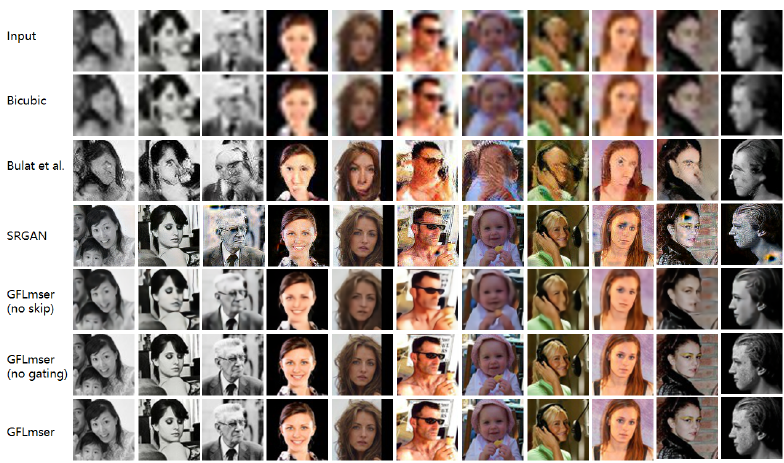 Input
Bicubic
Bulat et al.
SRGAN
GFLmser
(no skip)
GFLmser
(no gating)
GFLmser